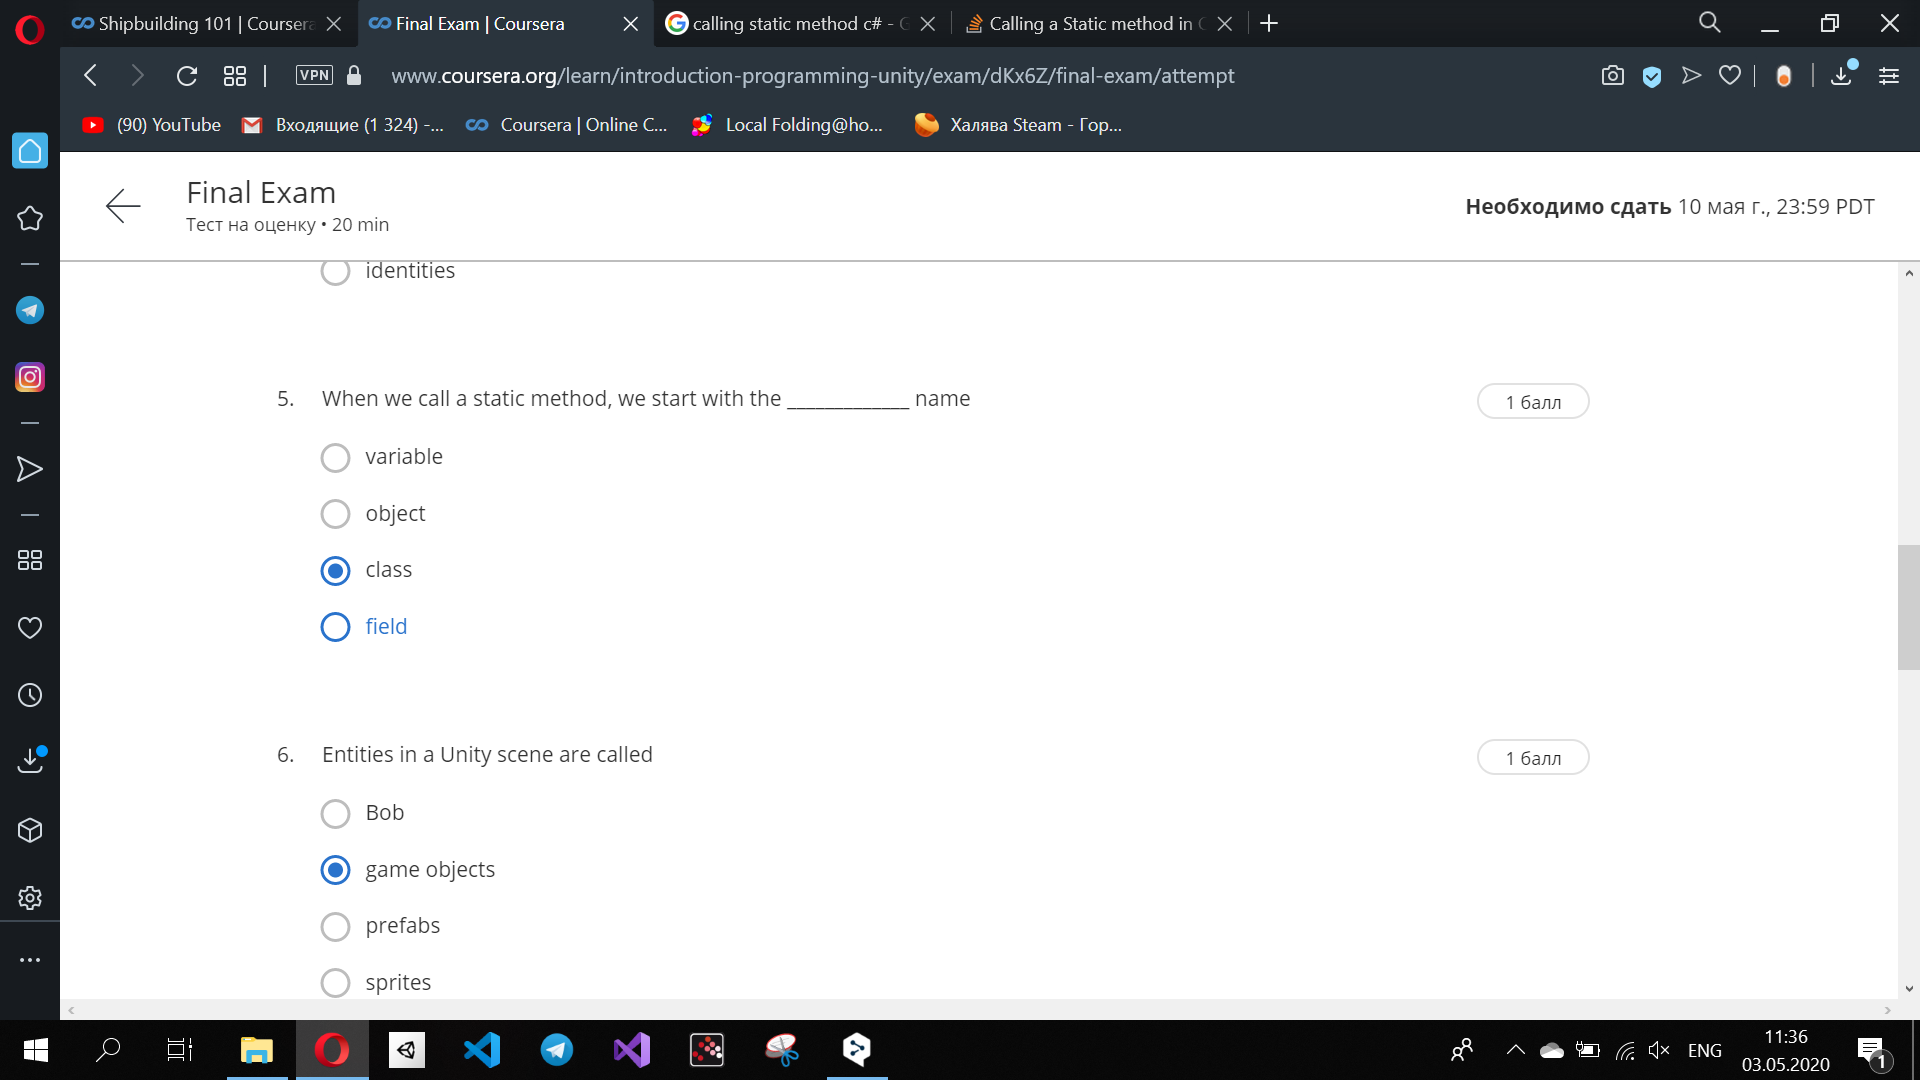 Shipbuilding 101 | Coursera
Final Exam | Coursera
calling static method c# - G
Calling a Static method in C
VPN
www.coursera.org/learn/introduction-programming-unity/exam/dKx6Z/final-exam/attempt
(90) YouTube
Входящие (1 324) -...
Coursera | Online C...
Local Folding@ho...
Халява Steam - Гор...
Final Exam
Тест на оценку • 20 min
Необходимо сдать 10 мая г., 23:59 PDT
identities
5. When we call a static method, we start with the _____________ name
1 балл
variable
object
class
field
6. Entities in a Unity scene are called
1 балл
Bob
game objects
prefabs
sprites
ENG
11:36
03.05.2020
1